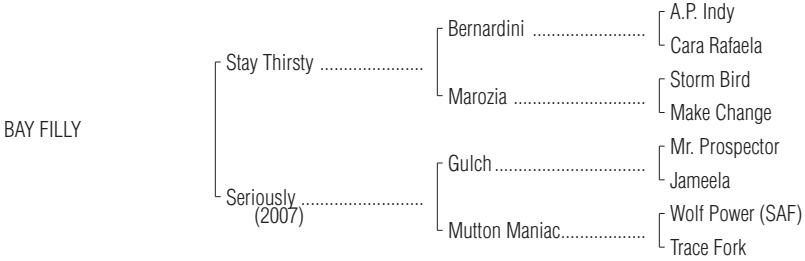 A.P. Indy
Bernardini ..............................
Cara Rafaela
Stay Thirsty ......................
Storm Bird
Marozia ...................................
Make Change
BAY FILLY
Mr. Prospector
Gulch........................................
Jameela
Seriously ................................
(2007)
Wolf Power (SAF)
Mutton Maniac......................
Trace Fork